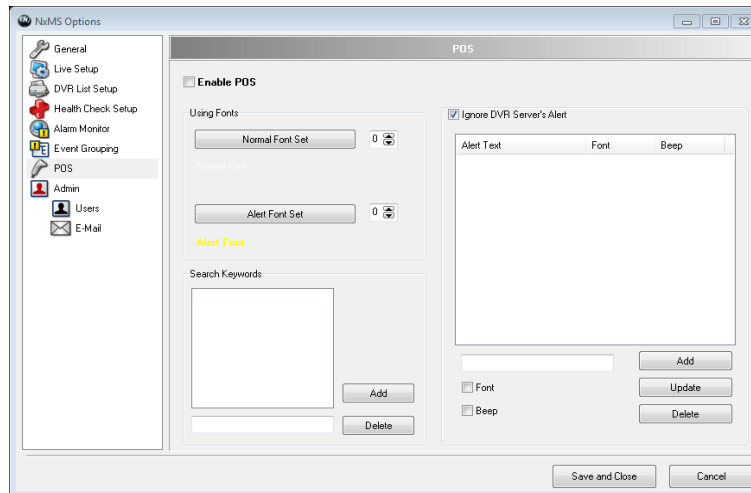 NxMS Options
General
Live Setup
DVR List Setup
Health Check Setup
Alarm Monitor
Event Grouping
POS
Admin
Users
E-Mail
POS
Enable POS
Using Fonts
Normal Font Set 0
Normal Font
Alert Font Set 0
Alert Font
Search Keywords
Add
Delete
Ignore DVR Server's Alert
Alert Text Font Beep
Add
Font Update
Beep Delete
Save and Close Cancel